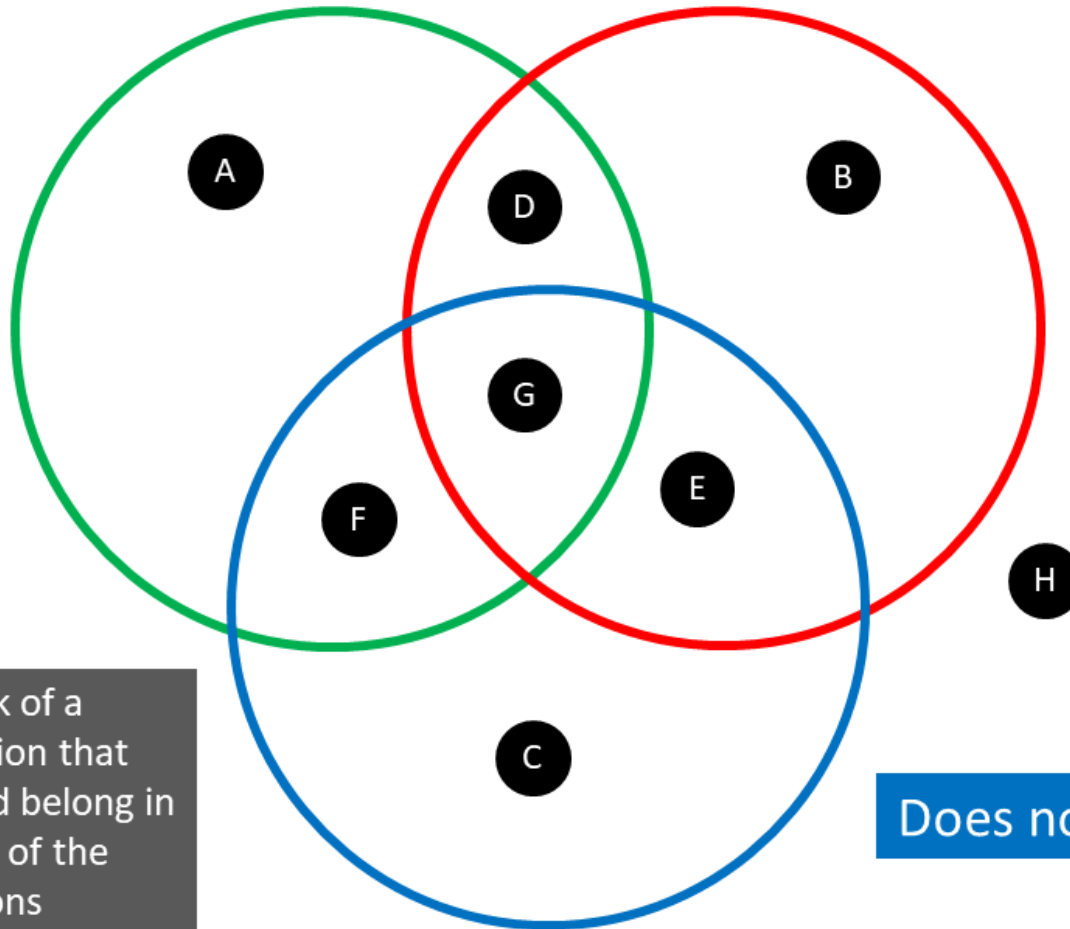 A
B
D
G
E
F
H
C
k of a
ion that
d belong in
of the
ons
Does no